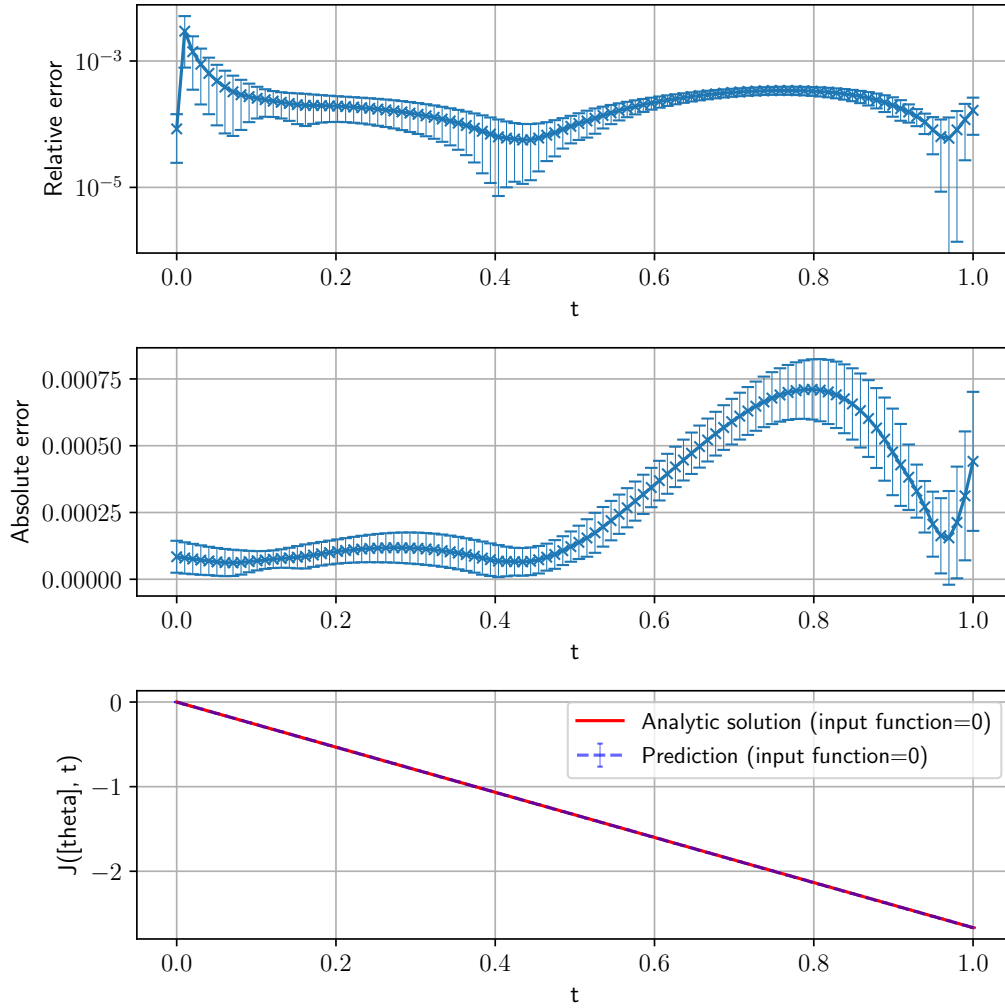 Relative error
10⁻³
10⁻⁵
0.0 0.2 0.4 0.6 0.8 1.0
t
Absolute error
0.00075
0.00050
0.00025
0.00000
0.0 0.2 0.4 0.6 0.8 1.0
t
J([theta], t)
0
−1
−2
Analytic solution (input function=0)
Prediction (input function=0)
0.0 0.2 0.4 0.6 0.8 1.0
t